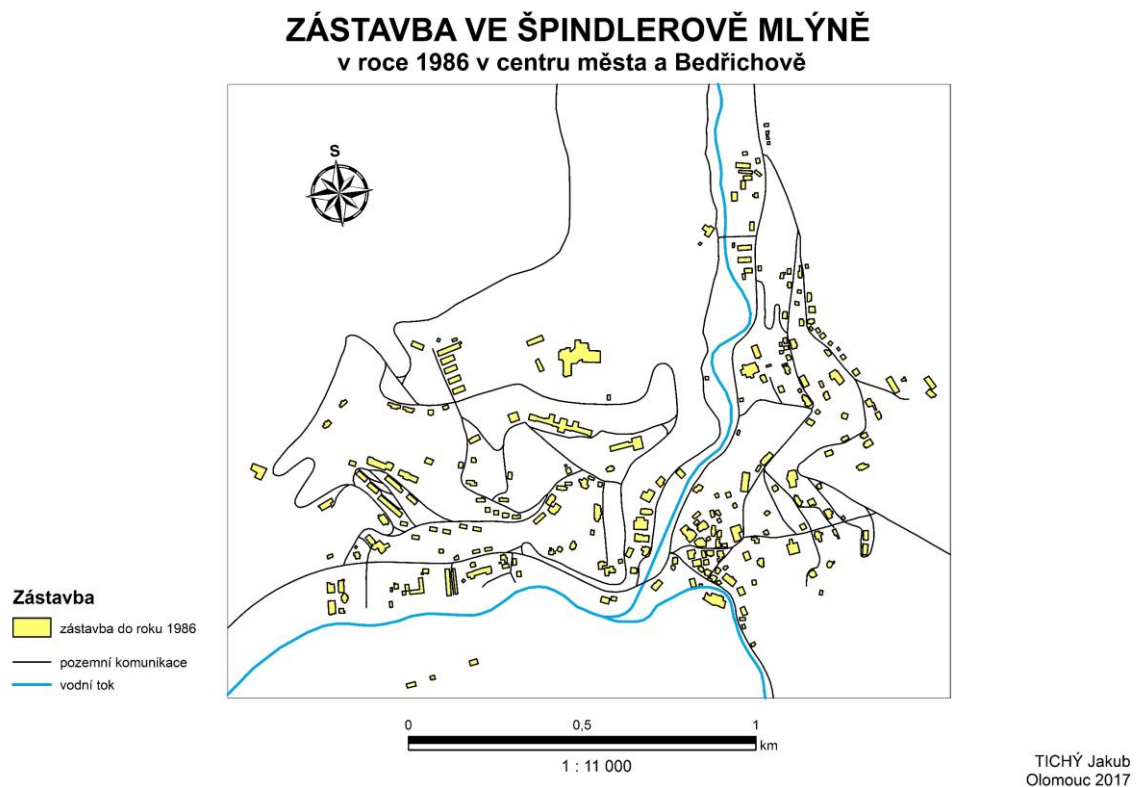 ZÁSTAVBA VE ŠPINDLEROVĚ MLÝNĚ
v roce 1986 v centru města a Bedřichově
S
Zástavba
zástavba do roku 1986
pozemní komunikace
vodní tok
0 0,5 1
km
1 : 11 000
TICHÝ Jakub
Olomouc 2017